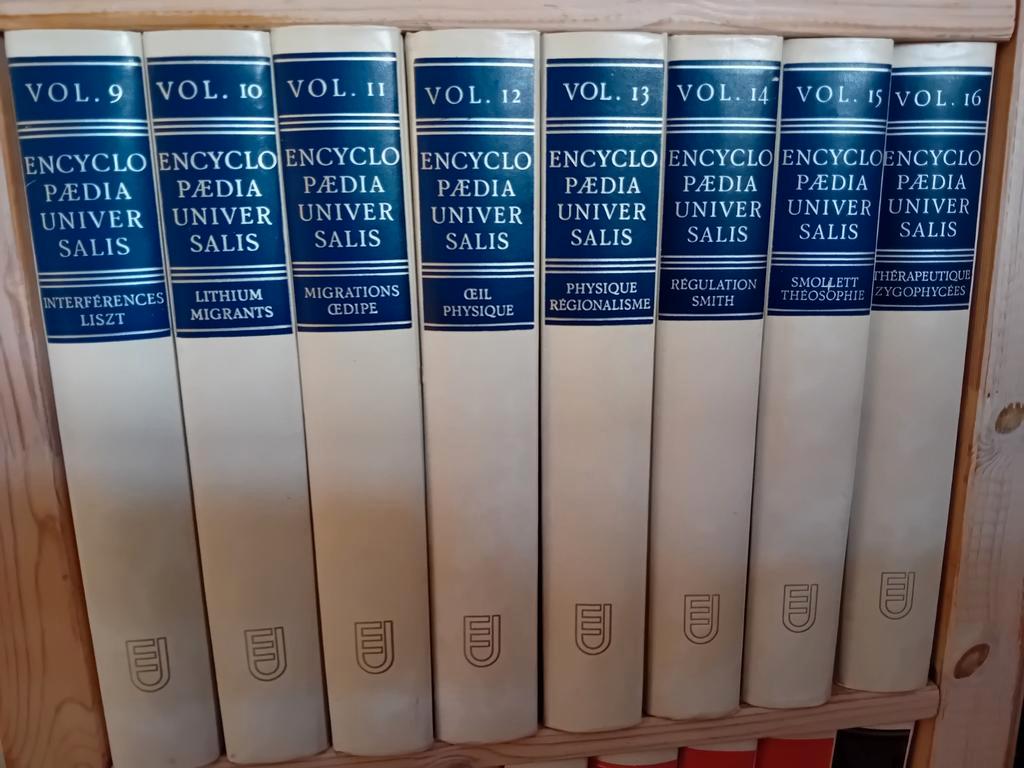 VOL. 9
ENCYCLO
PÆDIA
UNIVER
SALIS
INTERFÉRENCES
LISZT
VOL. 10
ENCYCLO
PÆDIA
UNIVER
SALIS
LITHIUM
MIGRANTS
VOL. 11
ENCYCLO
PÆDIA
UNIVER
SALIS
MIGRATIONS
ŒDIPE
VOL. 12
ENCYCLO
PÆDIA
UNIVER
SALIS
ŒIL
PHYSIQUE
VOL. 13
ENCYCLO
PÆDIA
UNIVER
SALIS
PHYSIQUE
RÉGIONALISME
VOL. 14
ENCYCLO
PÆDIA
UNIVER
SALIS
RÉGULATION
SMITH
VOL. 15
ENCYCLO
PÆDIA
UNIVER
SALIS
SMOLLETT
THÉOSOPHIE
VOL. 16
ENCYCLO
PÆDIA
UNIVER
SALIS
THÉRAPEUTIQUE
ZYGOPHYCÉES